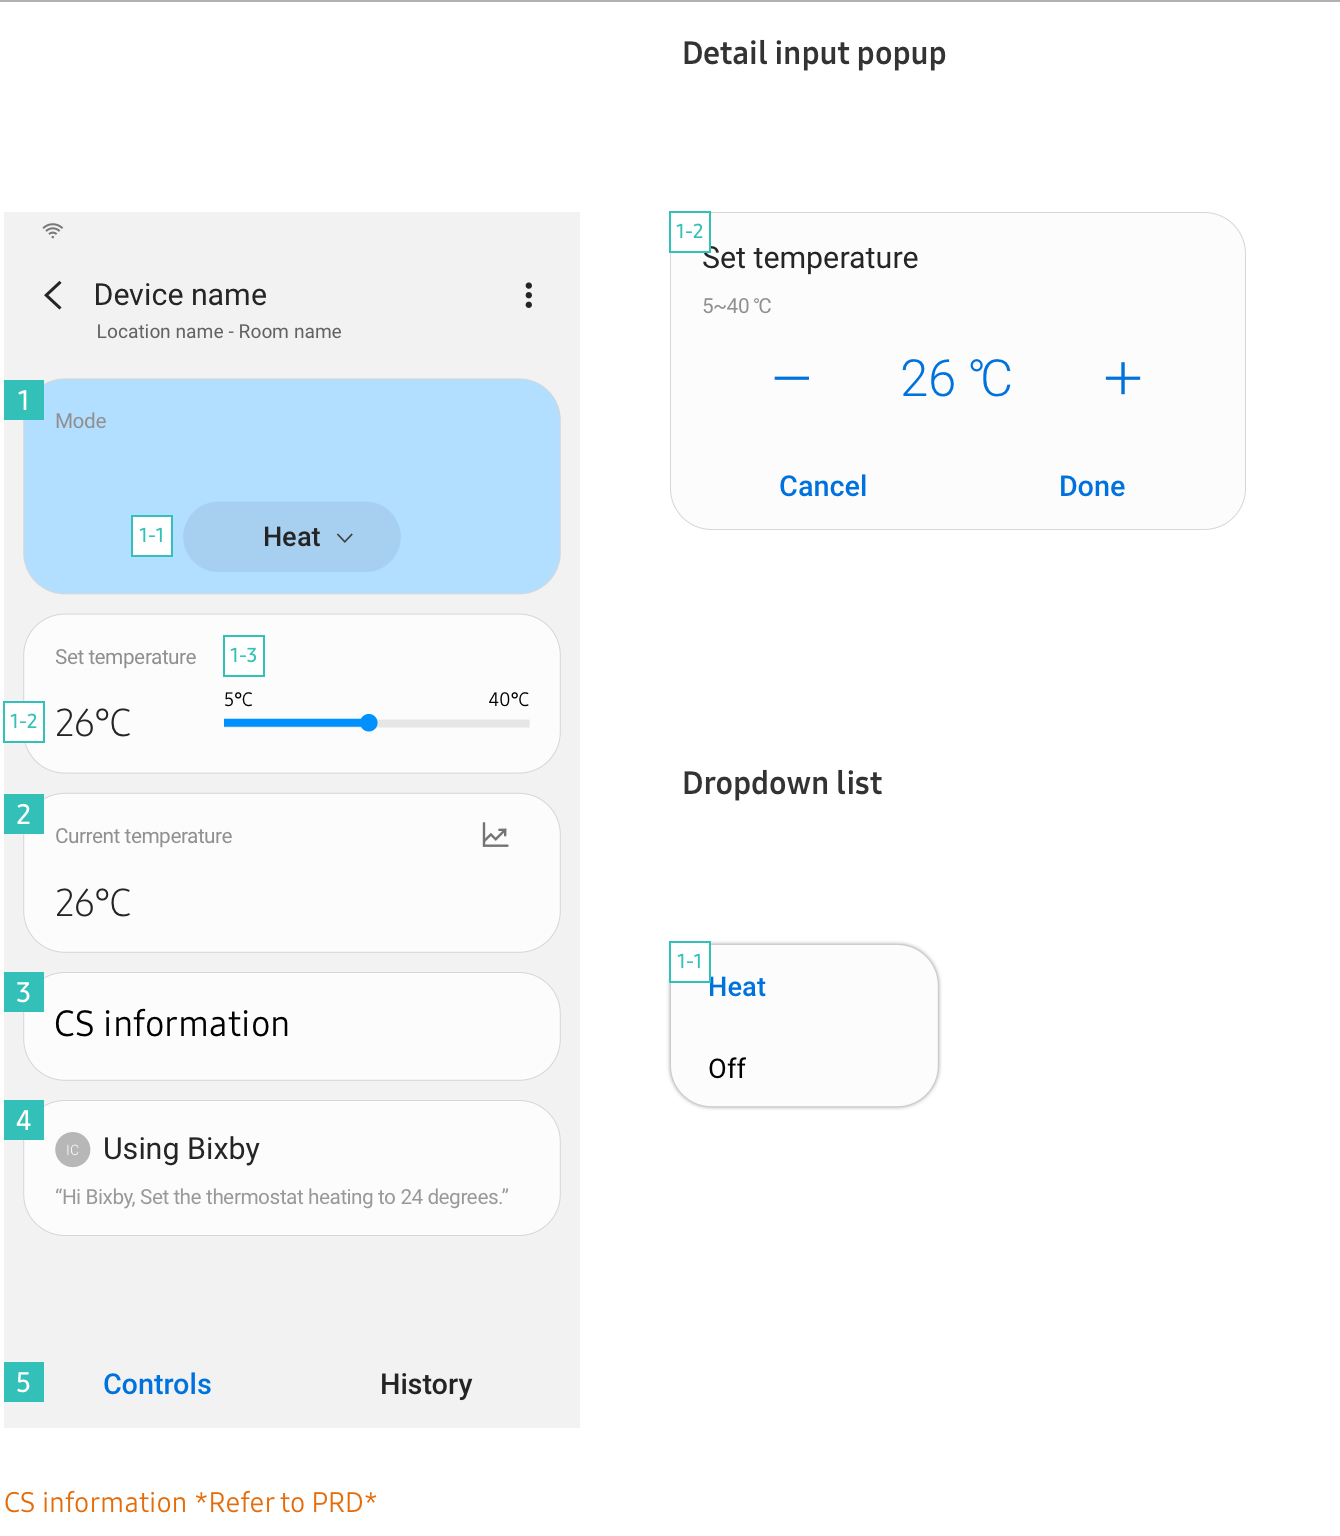 Detail input popup
Device name
Location name - Room name
1
Mode
1-1
Heat
Set temperature
1-3
5°C
40°C
1-2
26°C
2
Current temperature
26°C
3
CS information
4
IC
Using Bixby
“Hi Bixby, Set the thermostat heating to 24 degrees.”
5
Controls
History
1-2
Set temperature
5~40 ℃
26 ℃
Cancel
Done
Dropdown list
1-1
Heat
Off
CS information *Refer to PRD*